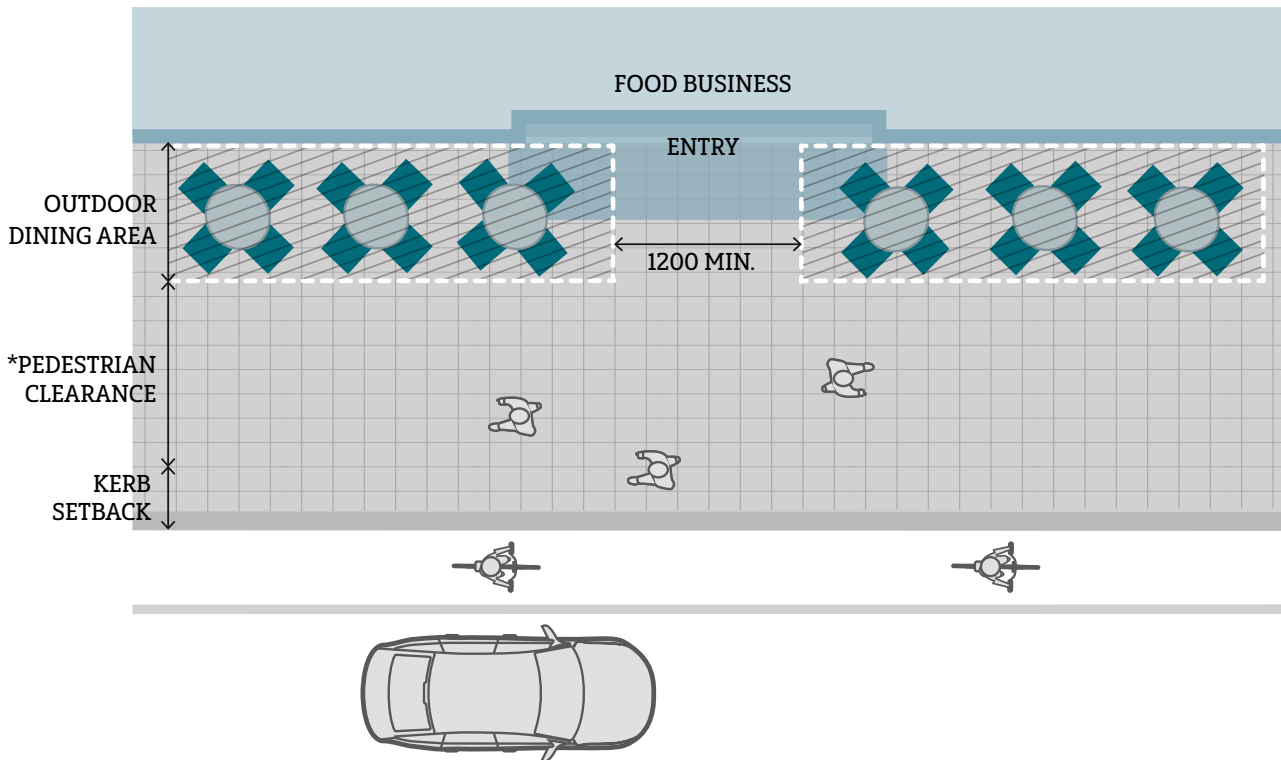 FOOD BUSINESS
ENTRY
OUTDOOR
DINING AREA
1200 MIN.
*PEDESTRIAN
CLEARANCE
KERB
SETBACK